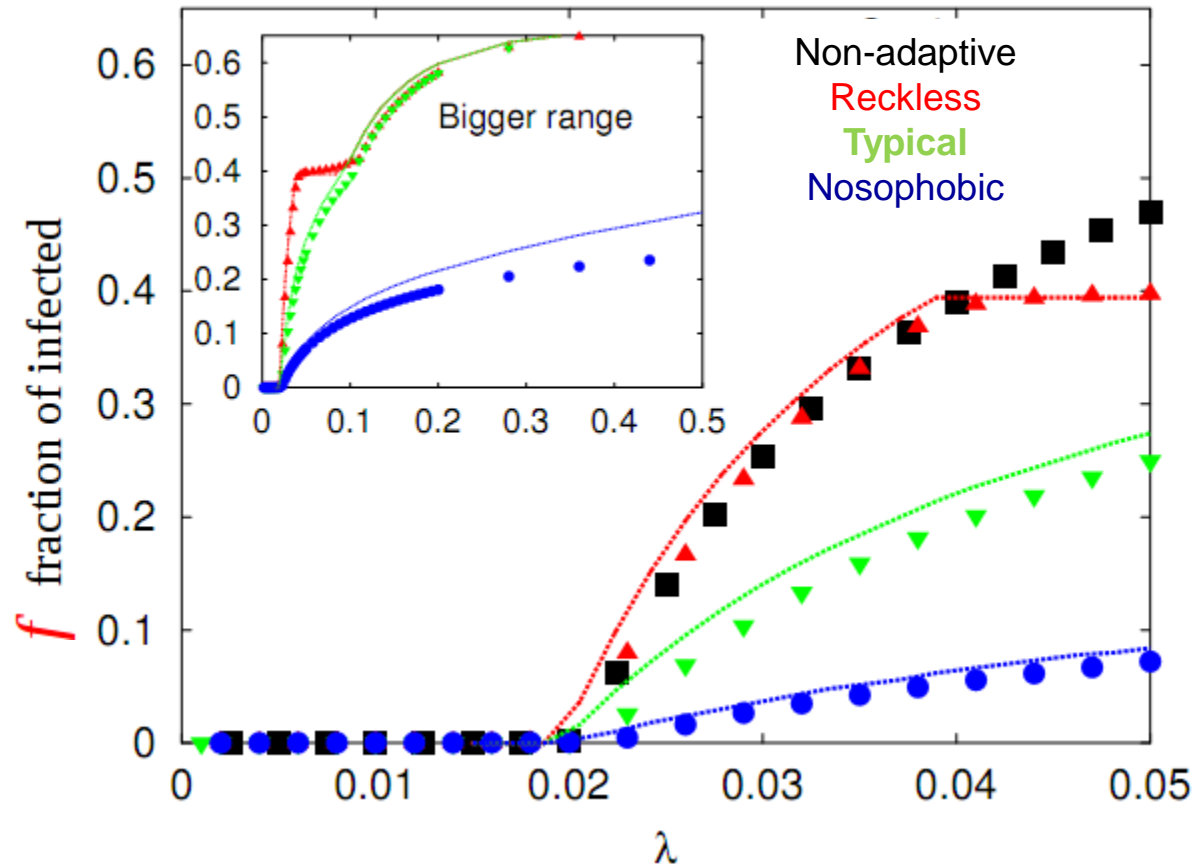 Non-adaptive
Reckless
Typical
Nosophobic
Bigger range
0.6
0.5
0.4
0.3
0.2
0.1
0
0 0.1 0.2 0.3 0.4 0.5
f fraction of infected
0.6
0.5
0.4
0.3
0.2
0.1
0
0 0.01 0.02 0.03 0.04 0.05
λ